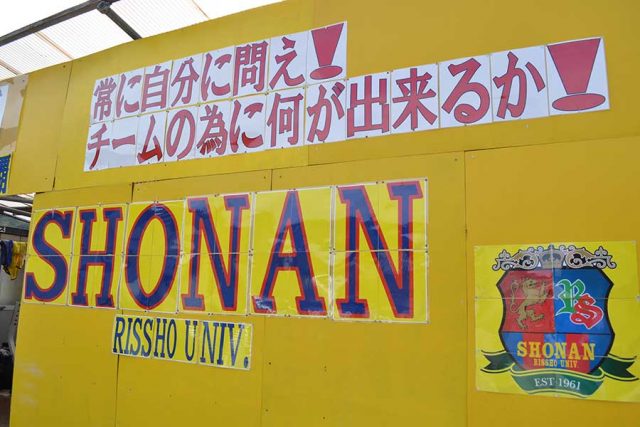 常に自分に問え!
チームの為に何が出来るか!
SHONAN
RISSHO UNIV.
RS
SHONAN
RISSHO UNIV
EST 1961